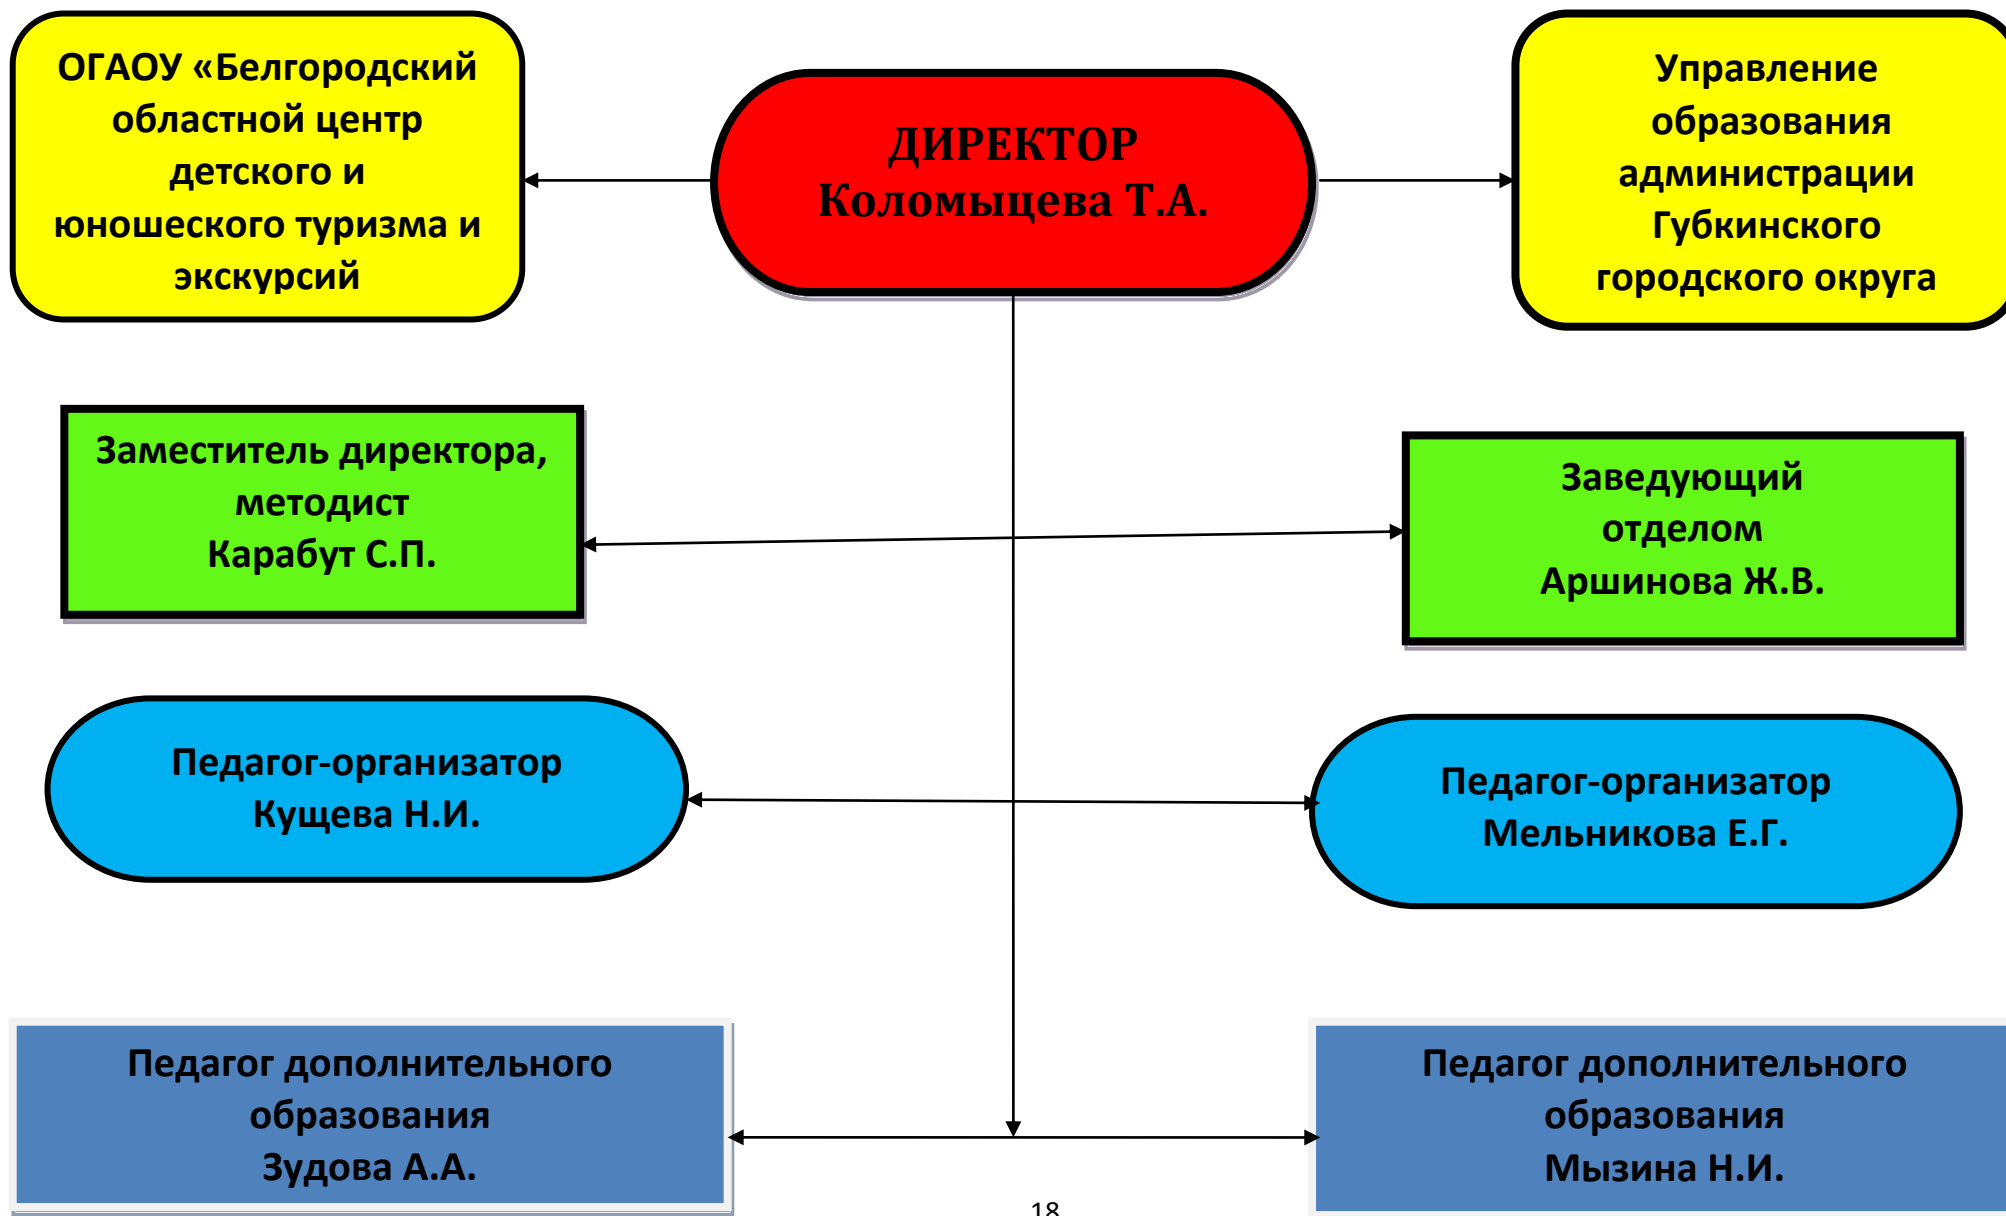 ОГАОУ «Белгородский
областной центр
детского и
юношеского туризма и
экскурсий
ДИРЕКТОР
Коломыцева Т.А.
Управление
образования
администрации
Губкинского
городского округа
Заместитель директора,
методист
Карабут С.П.
Заведующий
отделом
Аршинова Ж.В.
Педагог-организатор
Кущева Н.И.
Педагог-организатор
Мельникова Е.Г.
Педагог дополнительного
образования
Зудова А.А.
Педагог дополнительного
образования
Мызина Н.И.
18